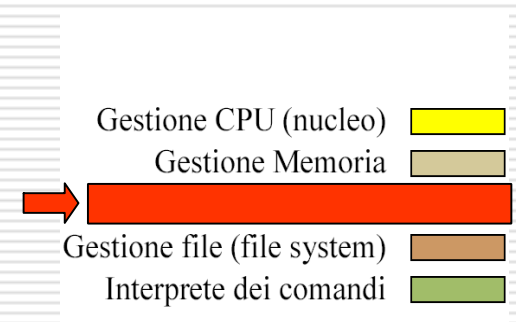 Gestione CPU (nucleo)
Gestione Memoria
Gestione file (file system)
Interprete dei comandi